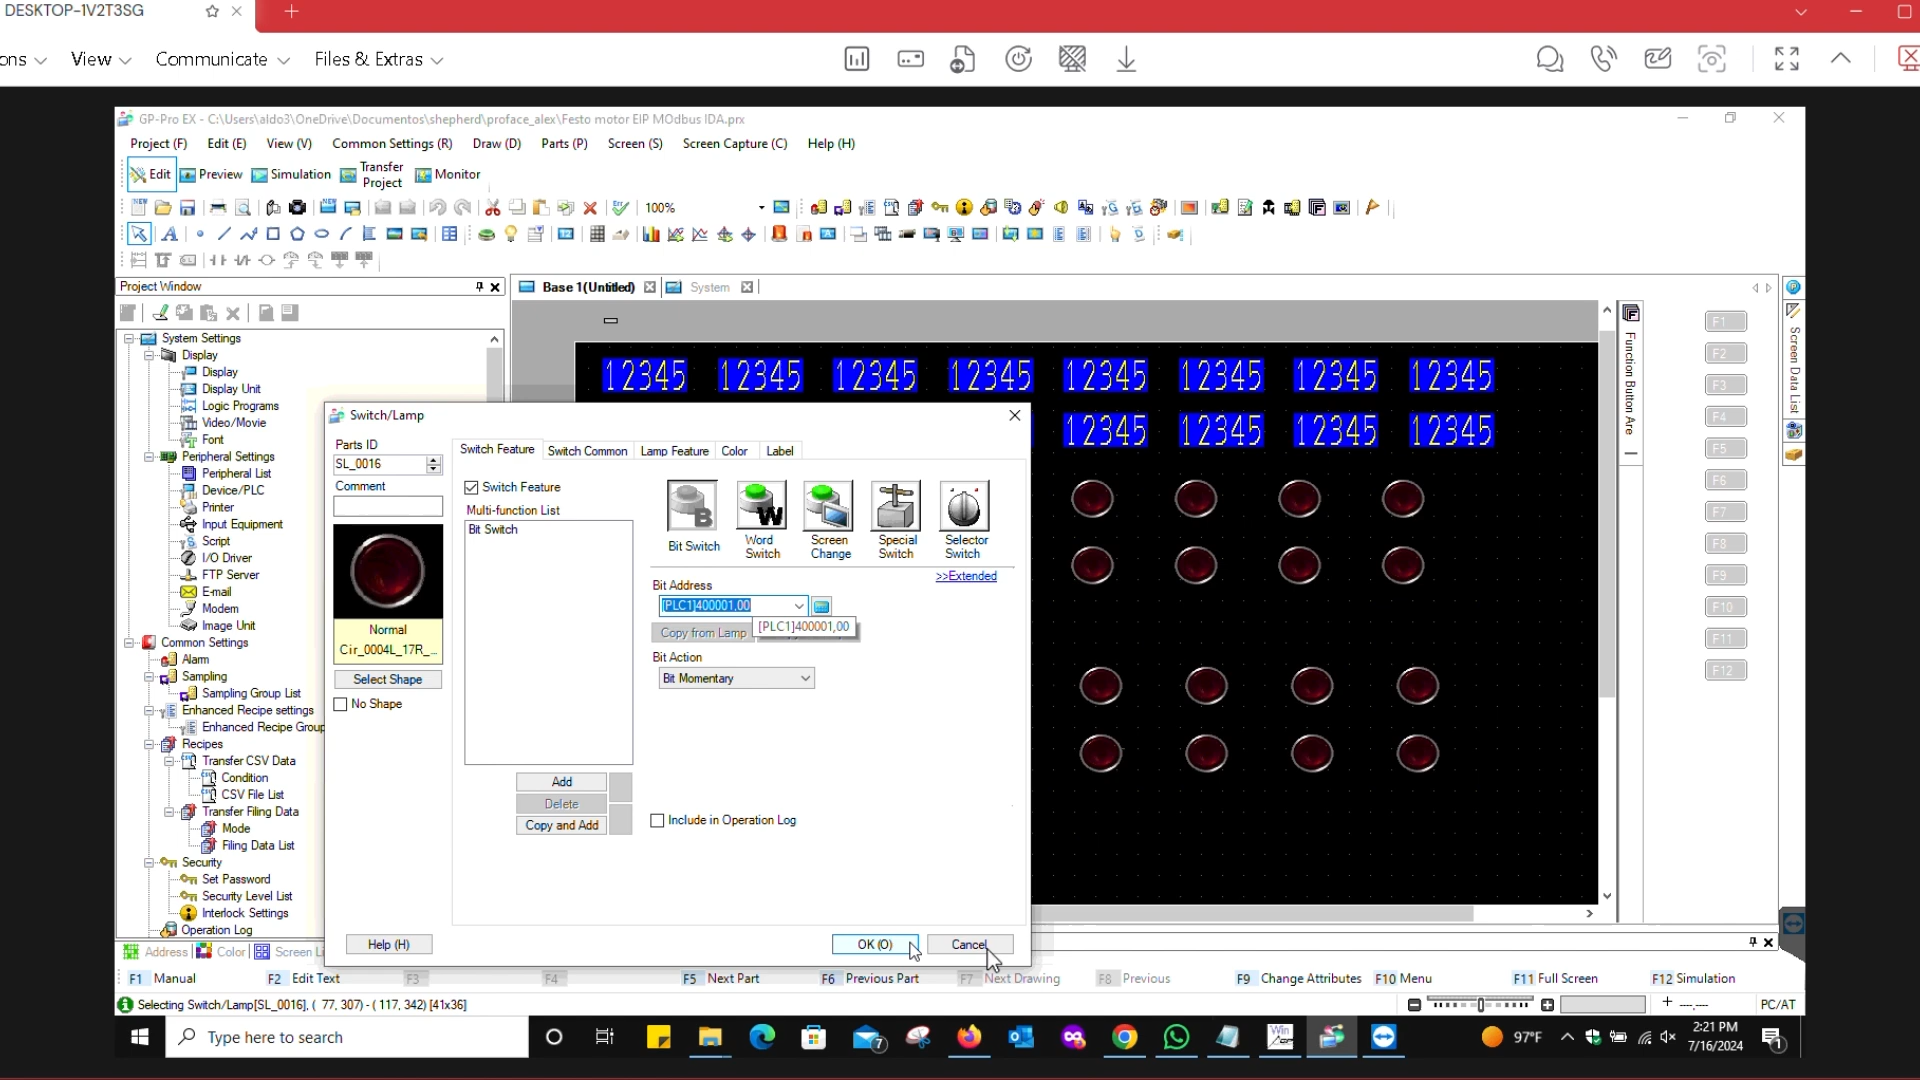 DESKTOP-1V2T3SG
ons View Communicate Files & Extras
GP-Pro EX - C:\Users\aldo3\OneDrive\Documentos\shepherd\proface_alex\Festo motor EIP MOdbus IDA.prx
Project (F) Edit (E) View (V) Common Settings (R) Draw (D) Parts (P) Screen (S) Screen Capture (C) Help (H)
Edit Preview Simulation Transfer Project Monitor
100%
Project Window
Base 1(Untitled) System
System Settings
Display
Display
Display Unit
Logic Programs
Video/Movie
Font
Peripheral Settings
Peripheral List
Device/PLC
Printer
Input Equipment
Script
I/O Driver
FTP Server
E-mail
Modem
Image Unit
Common Settings
Alarm
Sampling
Sampling Group List
Enhanced Recipe settings
Enhanced Recipe Group
Recipes
Transfer CSV Data
Condition
CSV File List
Transfer Filing Data
Mode
Filing Data List
Security
Set Password
Security Level List
Interlock Settings
Operation Log
Address Color Screen Li
12345 12345 12345 12345 12345 12345 12345 12345
12345 12345 12345 12345
Switch/Lamp
Parts ID
SL_0016
Comment
Normal
Cir_0004L_17R_...
Select Shape
No Shape
Switch Feature Switch Common Lamp Feature Color Label
Switch Feature
Multi-function List
Bit Switch
Add
Delete
Copy and Add
Bit Switch
Word Switch
Screen Change
Special Switch
Selector Switch
>>Extended
Bit Address
[PLC1]400001,00
[PLC1]400001,00
Copy from Lamp
Bit Action
Bit Momentary
Include in Operation Log
Help (H) OK (O) Cancel
Function Button Are
Screen Data List
F1
F2
F3
F4
F5
F6
F7
F8
F9
F10
F11
F12
F1 Manual F2 Edit Text F3 F4 F5 Next Part F6 Previous Part F7 Next Drawing F8 Previous F9 Change Attributes F10 Menu F11 Full Screen F12 Simulation
Selecting Switch/Lamp[SL_0016], ( 77, 307) - ( 117, 342) [41x36]
PC/AT
Type here to search
7
97°F
2:21 PM
7/16/2024
1